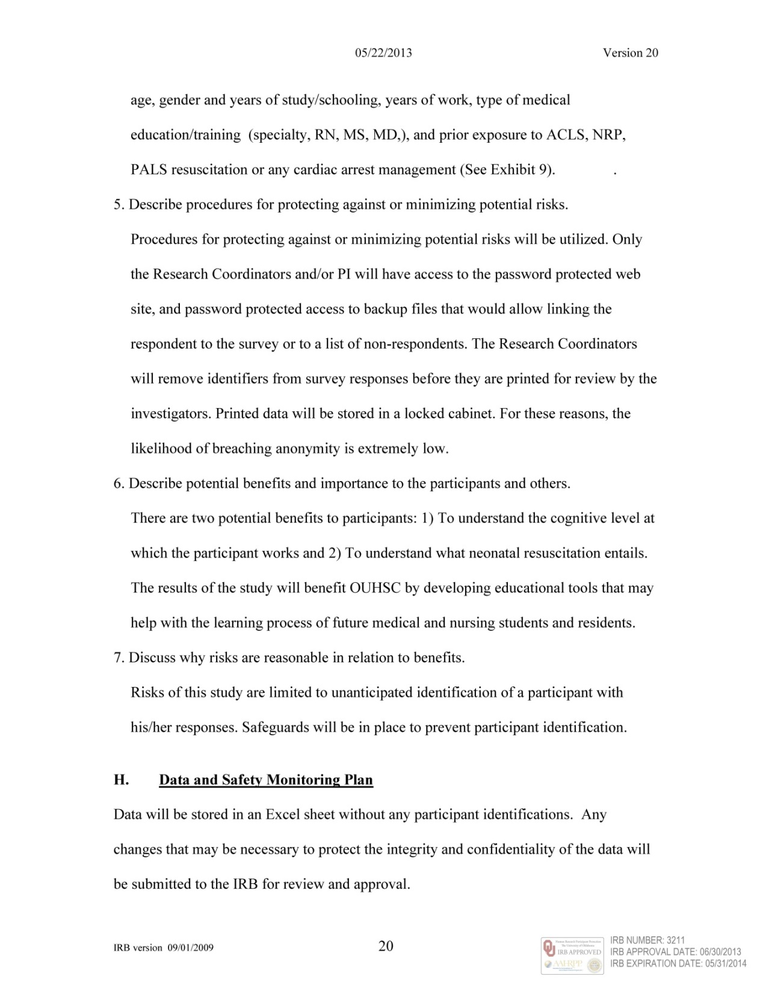 05/22/2013 Version 20
age, gender and years of study/schooling, years of work, type of medical
education/training  (specialty, RN, MS, MD,), and prior exposure to ACLS, NRP,
PALS resuscitation or any cardiac arrest management (See Exhibit 9). .
5. Describe procedures for protecting against or minimizing potential risks.
Procedures for protecting against or minimizing potential risks will be utilized. Only
the Research Coordinators and/or PI will have access to the password protected web
site, and password protected access to backup files that would allow linking the
respondent to the survey or to a list of non-respondents. The Research Coordinators
will remove identifiers from survey responses before they are printed for review by the
investigators. Printed data will be stored in a locked cabinet. For these reasons, the
likelihood of breaching anonymity is extremely low.
6. Describe potential benefits and importance to the participants and others.
There are two potential benefits to participants: 1) To understand the cognitive level at
which the participant works and 2) To understand what neonatal resuscitation entails.
The results of the study will benefit OUHSC by developing educational tools that may
help with the learning process of future medical and nursing students and residents.
7. Discuss why risks are reasonable in relation to benefits.
Risks of this study are limited to unanticipated identification of a participant with
his/her responses. Safeguards will be in place to prevent participant identification.
H. Data and Safety Monitoring Plan
Data will be stored in an Excel sheet without any participant identifications.  Any
changes that may be necessary to protect the integrity and confidentiality of the data will
be submitted to the IRB for review and approval.
IRB version  09/01/2009
20
Human Research Participant Protection
The University of Oklahoma
IRB APPROVED
AAHRPP
IRB NUMBER: 3211
IRB APPROVAL DATE: 06/30/2013
IRB EXPIRATION DATE: 05/31/2014